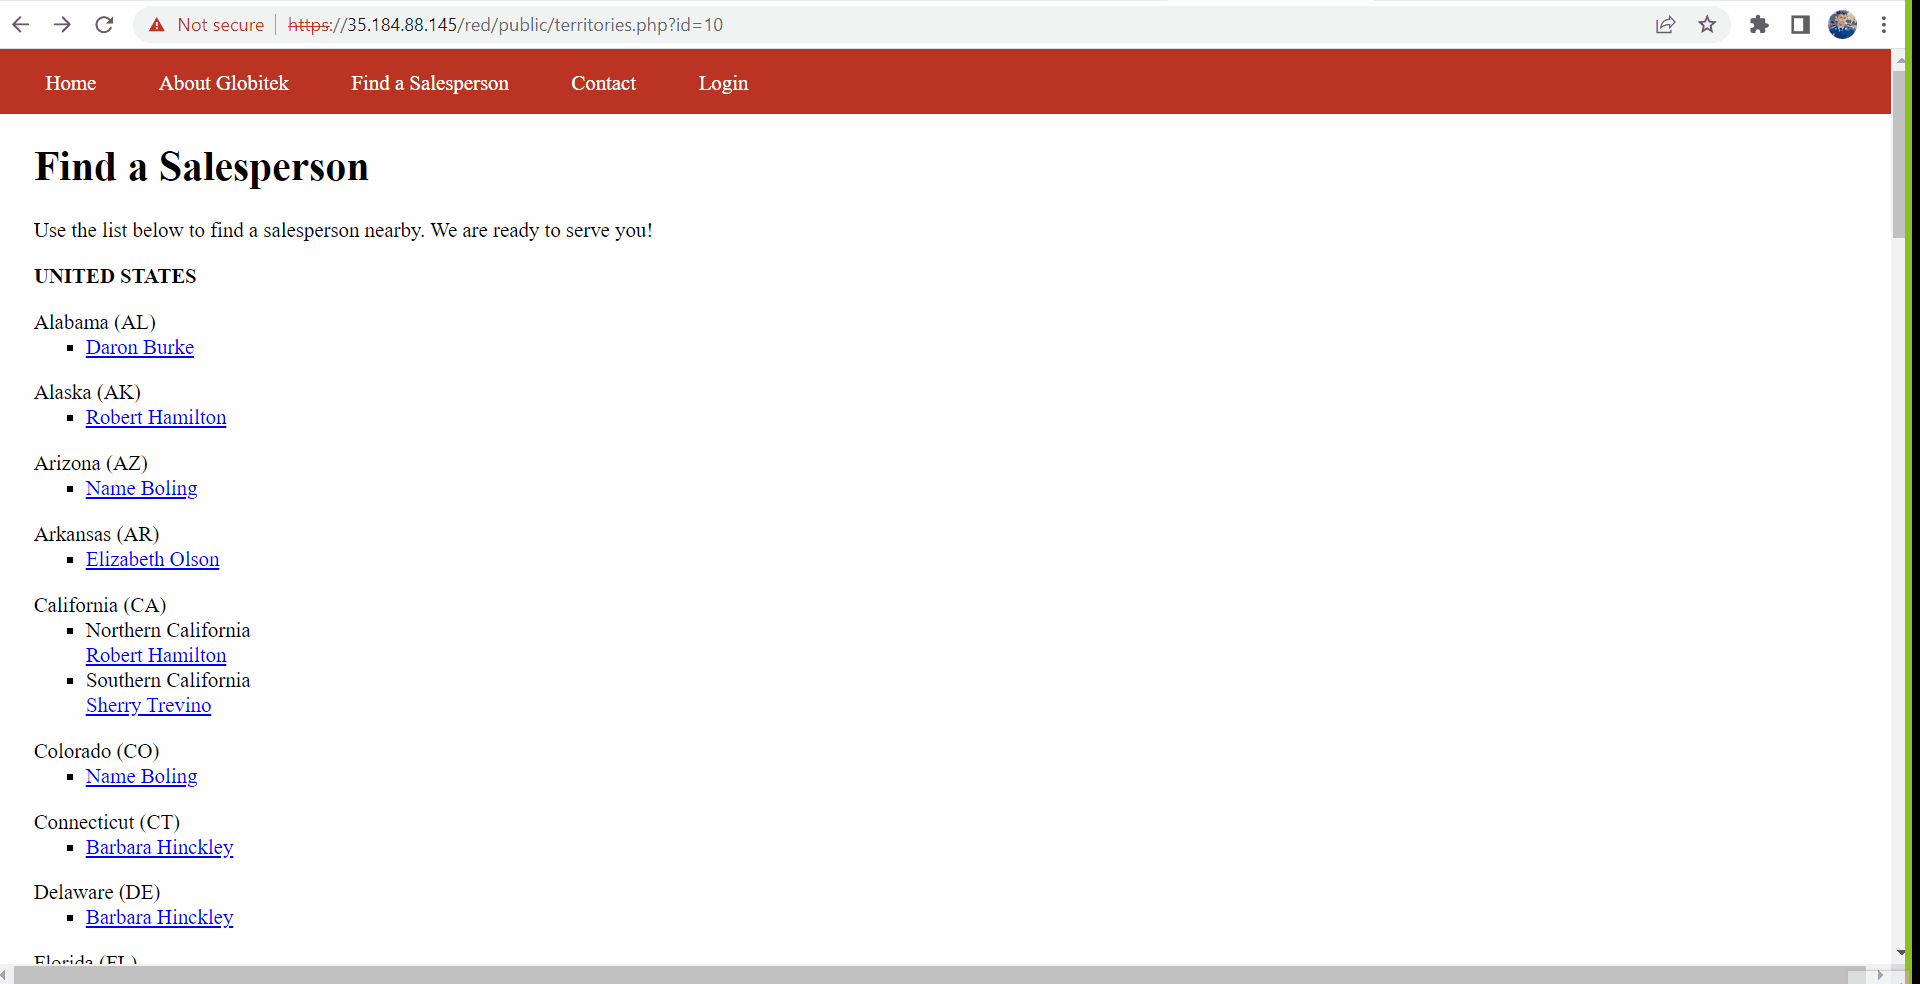 Not secure https://35.184.88.145/red/public/territories.php?id=10
Home About Globitek Find a Salesperson Contact Login
Find a Salesperson
Use the list below to find a salesperson nearby. We are ready to serve you!
UNITED STATES
Alabama (AL)
Daron Burke
Alaska (AK)
Robert Hamilton
Arizona (AZ)
Name Boling
Arkansas (AR)
Elizabeth Olson
California (CA)
Northern California
Robert Hamilton
Southern California
Sherry Trevino
Colorado (CO)
Name Boling
Connecticut (CT)
Barbara Hinckley
Delaware (DE)
Barbara Hinckley
Florida (FL)